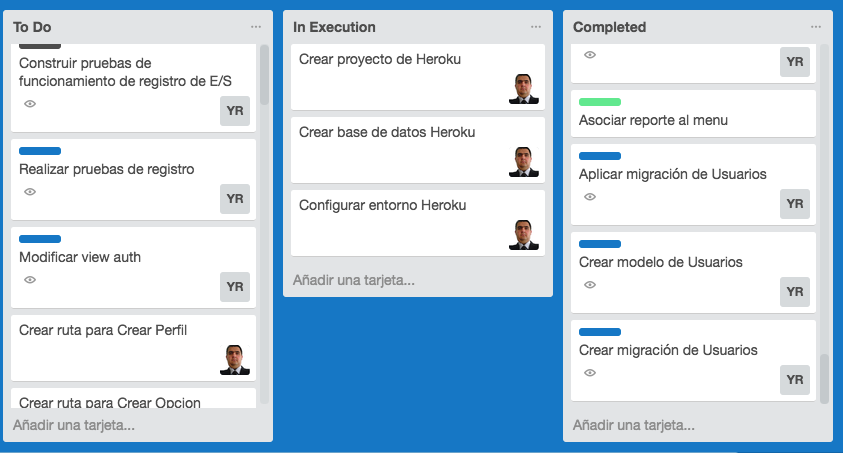 To Do
Construir pruebas de
funcionamiento de registro de E/S
YR
Realizar pruebas de registro
YR
Modificar view auth
YR
Crear ruta para Crear Perfil
Crear ruta para Crear Opcion
Añadir una tarjeta...
In Execution
Crear proyecto de Heroku
Crear base de datos Heroku
Configurar entorno Heroku
Añadir una tarjeta...
Completed
YR
Asociar reporte al menu
Aplicar migración de Usuarios
YR
Crear modelo de Usuarios
YR
Crear migración de Usuarios
YR
Añadir una tarjeta...